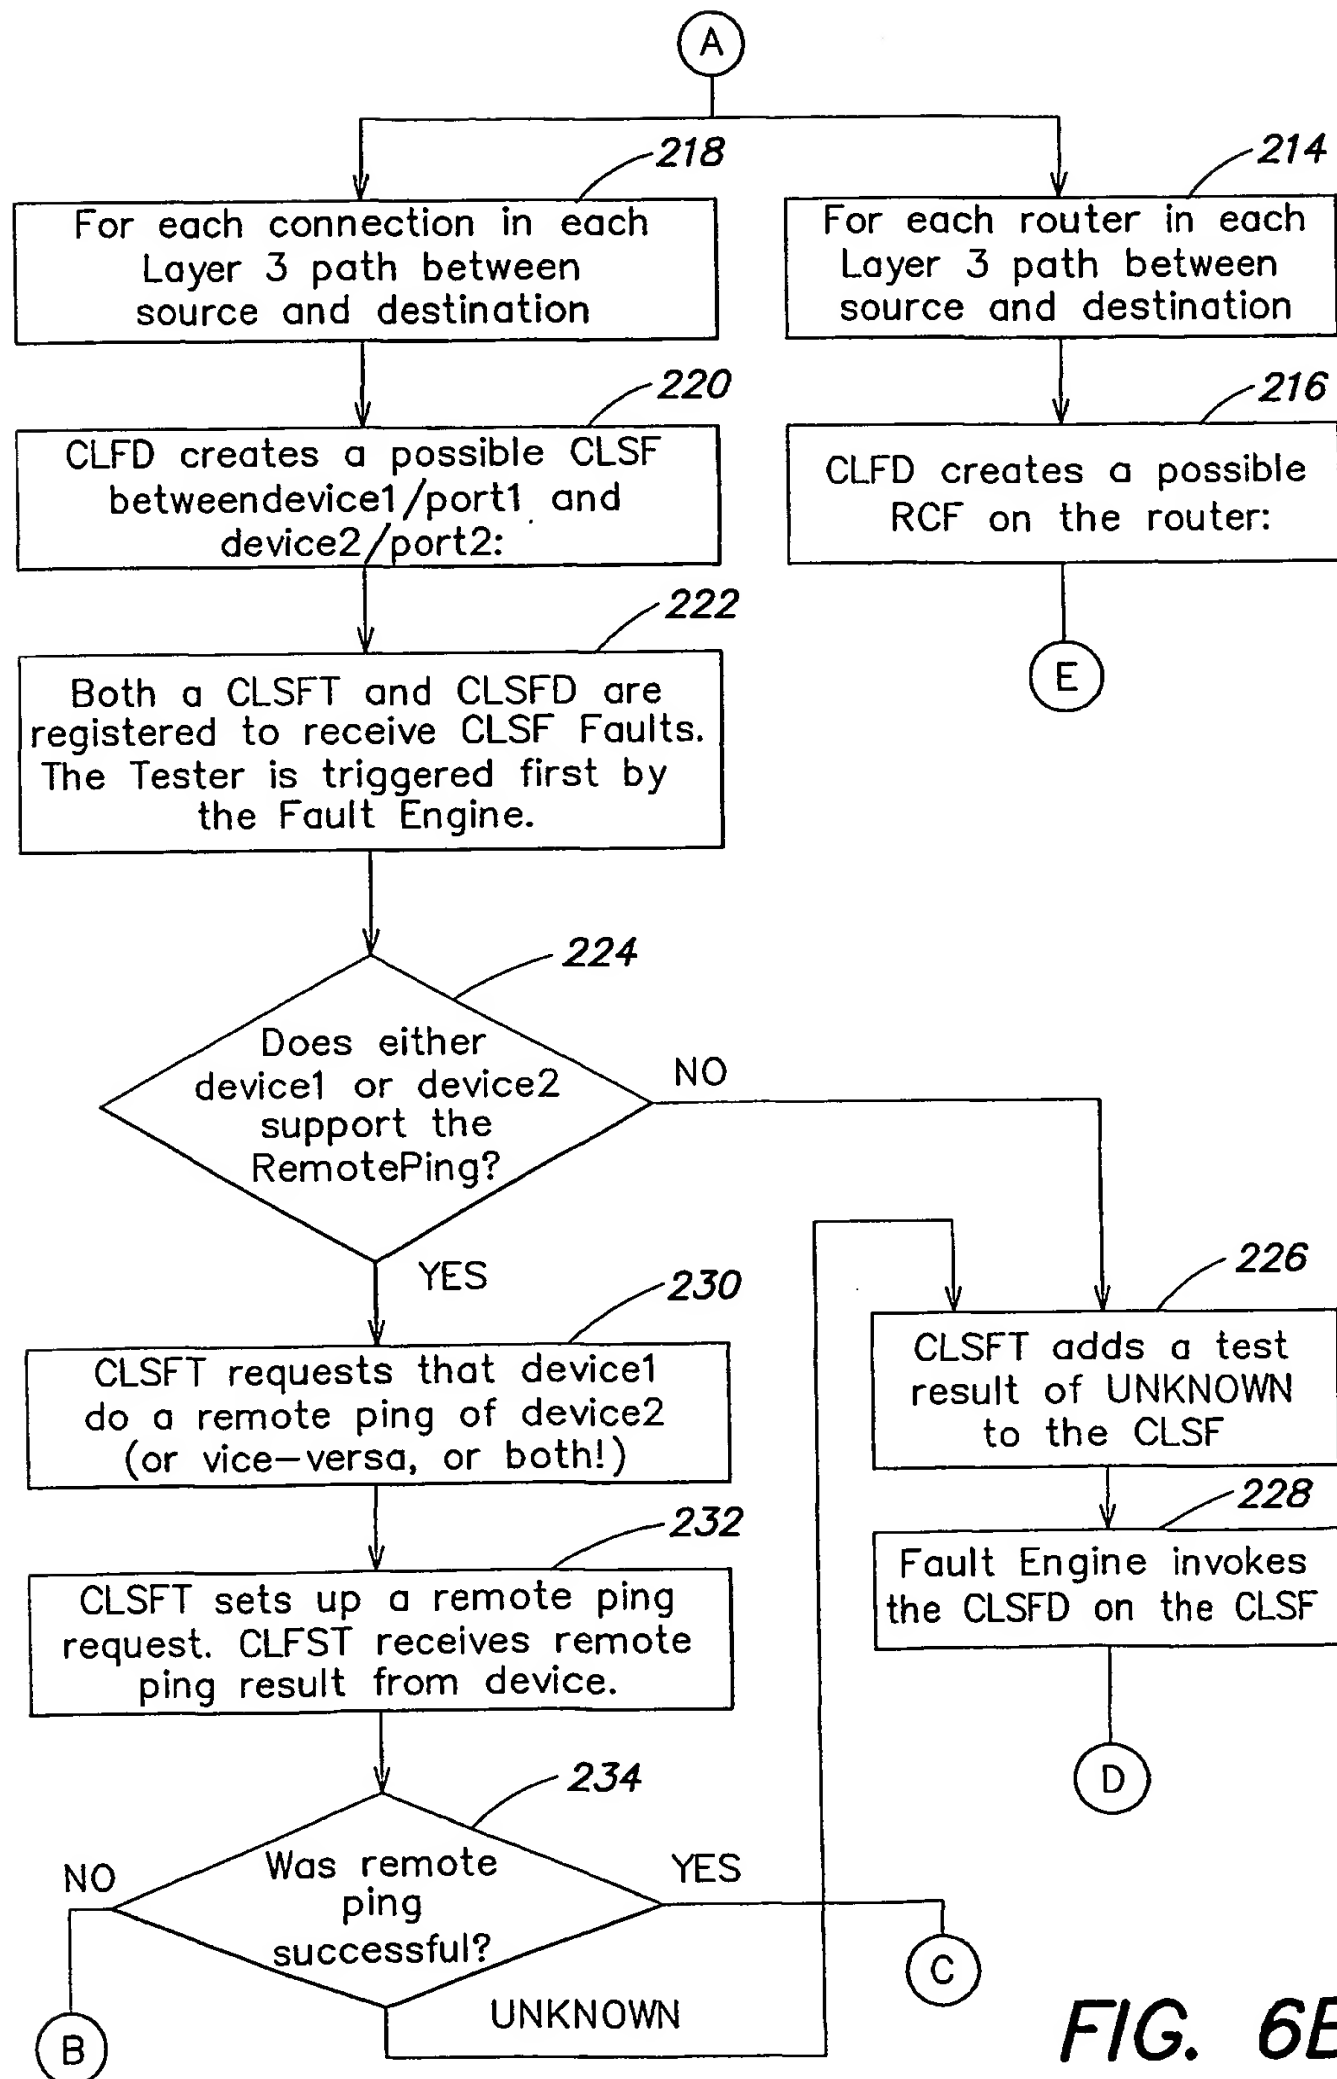 A
218
For each connection in each
Layer 3 path between
source and destination
214
For each router in each
Layer 3 path between
source and destination
220
CLFD creates a possible CLSF
betweendevice1/port1 and
device2/port2:
216
CLFD creates a possible
RCF on the router:
E
222
Both a CLSFT and CLSFD are
registered to receive CLSF Faults.
The Tester is triggered first by
the Fault Engine.
224
Does either
device1 or device2
support the
RemotePing?
NO
YES
230
CLSFT requests that device1
do a remote ping of device2
(or vice-versa, or both!)
226
CLSFT adds a test
result of UNKNOWN
to the CLSF
228
Fault Engine invokes
the CLSFD on the CLSF
D
232
CLSFT sets up a remote ping
request. CLFST receives remote
ping result from device.
234
Was remote
ping
successful?
NO
YES
UNKNOWN
B
C
FIG. 6B